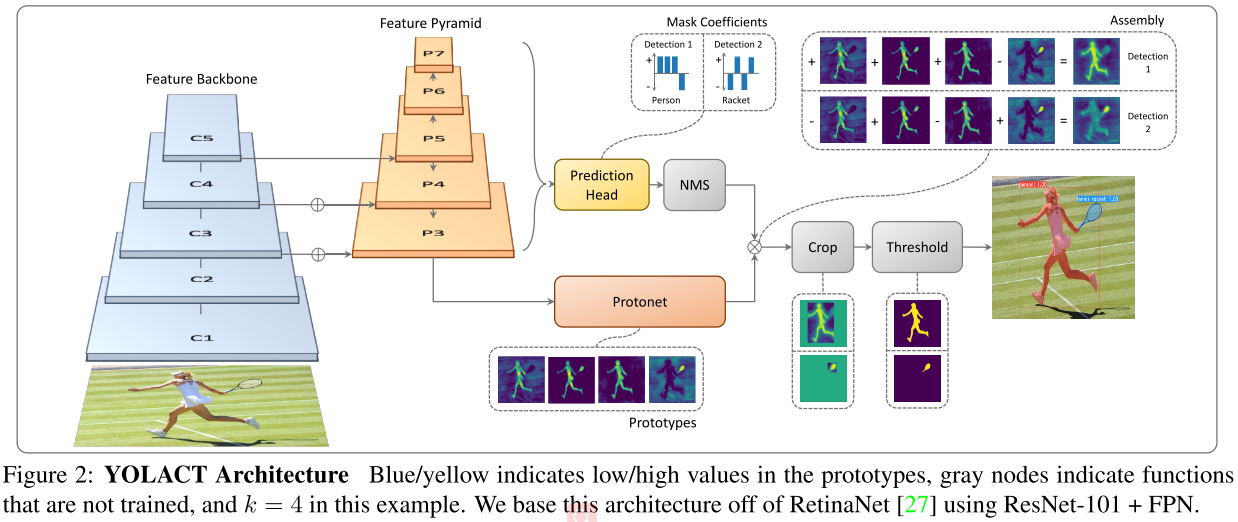 Feature Backbone
C5
C4
C3
C2
C1
Feature Pyramid
P7
P6
P5
P4
P3
Mask Coefficients
Detection 1
Detection 2
+
-
+
-
Person
Racket
Prediction
Head
NMS
Protonet
Prototypes
Assembly
+ + + - = Detection
1
- + - + = Detection
2
Crop
Threshold
person: 1.00
tennis racket: 1.00
Figure 2: YOLACT Architecture Blue/yellow indicates low/high values in the prototypes, gray nodes indicate functions
that are not trained, and k = 4 in this example. We base this architecture off of RetinaNet [27] using ResNet-101 + FPN.